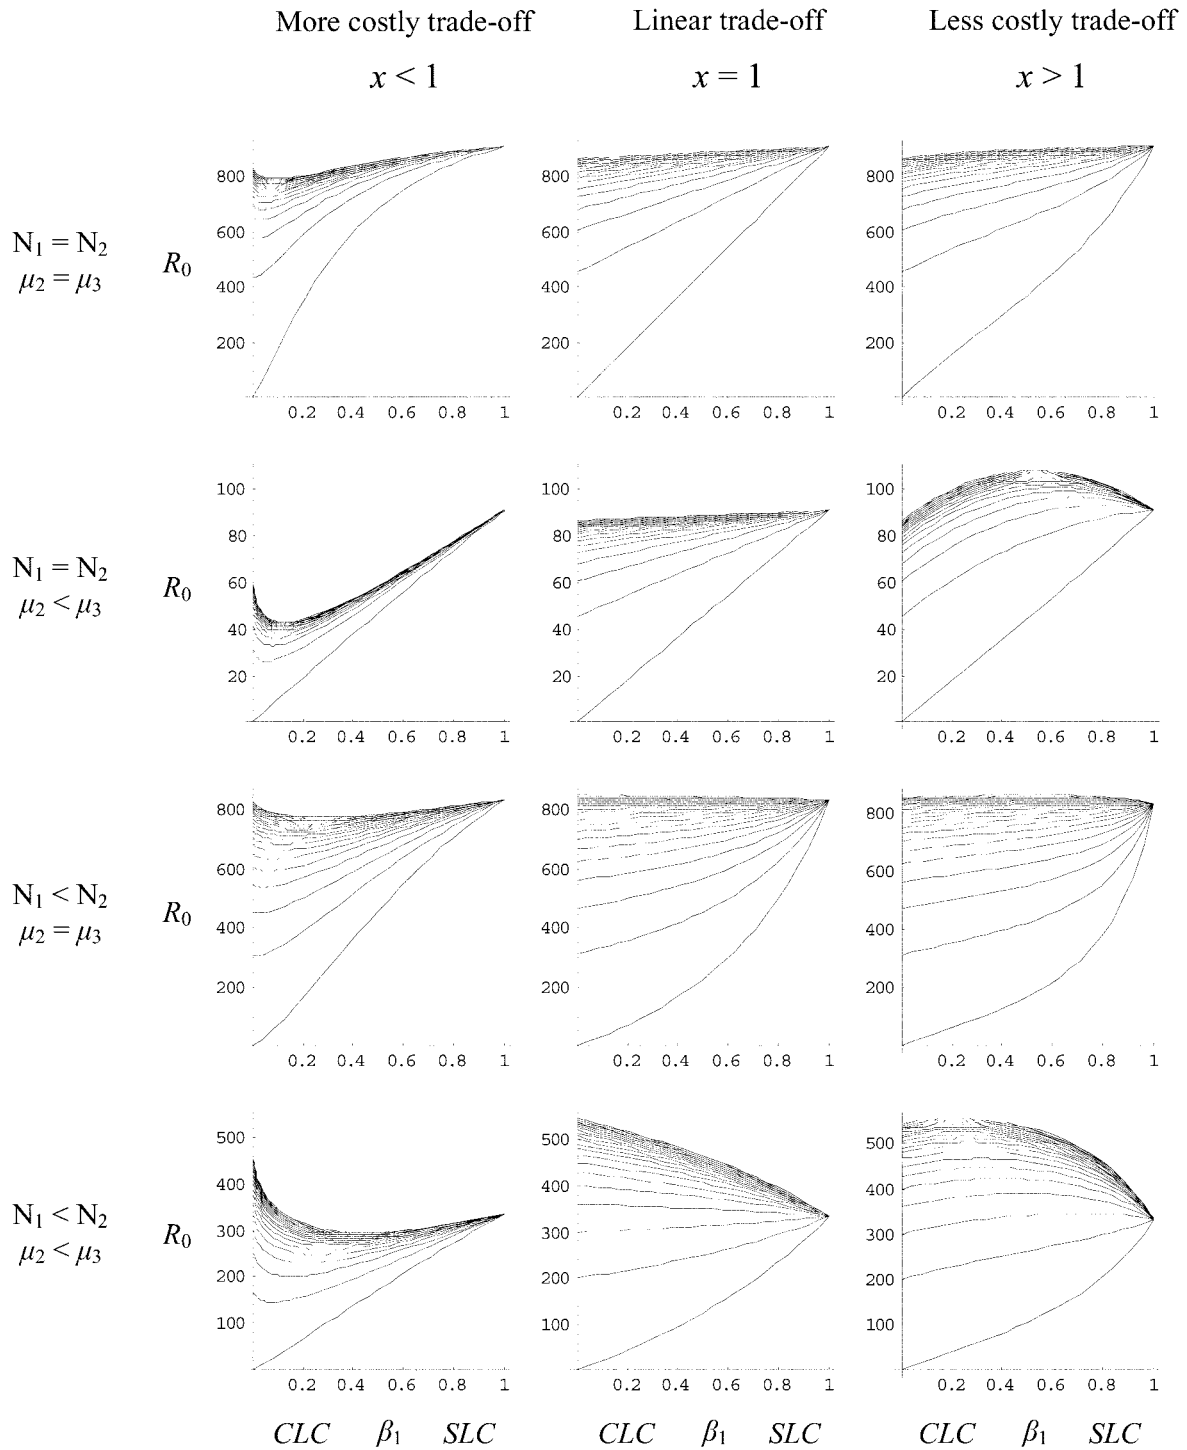 More costly trade-off Linear trade-off Less costly trade-off
x < 1 x = 1 x > 1
N₁ = N₂
μ₂ = μ₃
R₀
800
600
400
200
0.2 0.4 0.6 0.8 1
800
600
400
200
0.2 0.4 0.6 0.8 1
800
600
400
200
0.2 0.4 0.6 0.8 1
N₁ = N₂
μ₂ < μ₃
R₀
100
80
60
40
20
0.2 0.4 0.6 0.8 1
100
80
60
40
20
0.2 0.4 0.6 0.8 1
100
80
60
40
20
0.2 0.4 0.6 0.8 1
N₁ < N₂
μ₂ = μ₃
R₀
800
600
400
200
0.2 0.4 0.6 0.8 1
800
600
400
200
0.2 0.4 0.6 0.8 1
800
600
400
200
0.2 0.4 0.6 0.8 1
N₁ < N₂
μ₂ < μ₃
R₀
500
400
300
200
100
0.2 0.4 0.6 0.8 1
500
400
300
200
100
0.2 0.4 0.6 0.8 1
500
400
300
200
100
0.2 0.4 0.6 0.8 1
CLC β₁ SLC CLC β₁ SLC CLC β₁ SLC